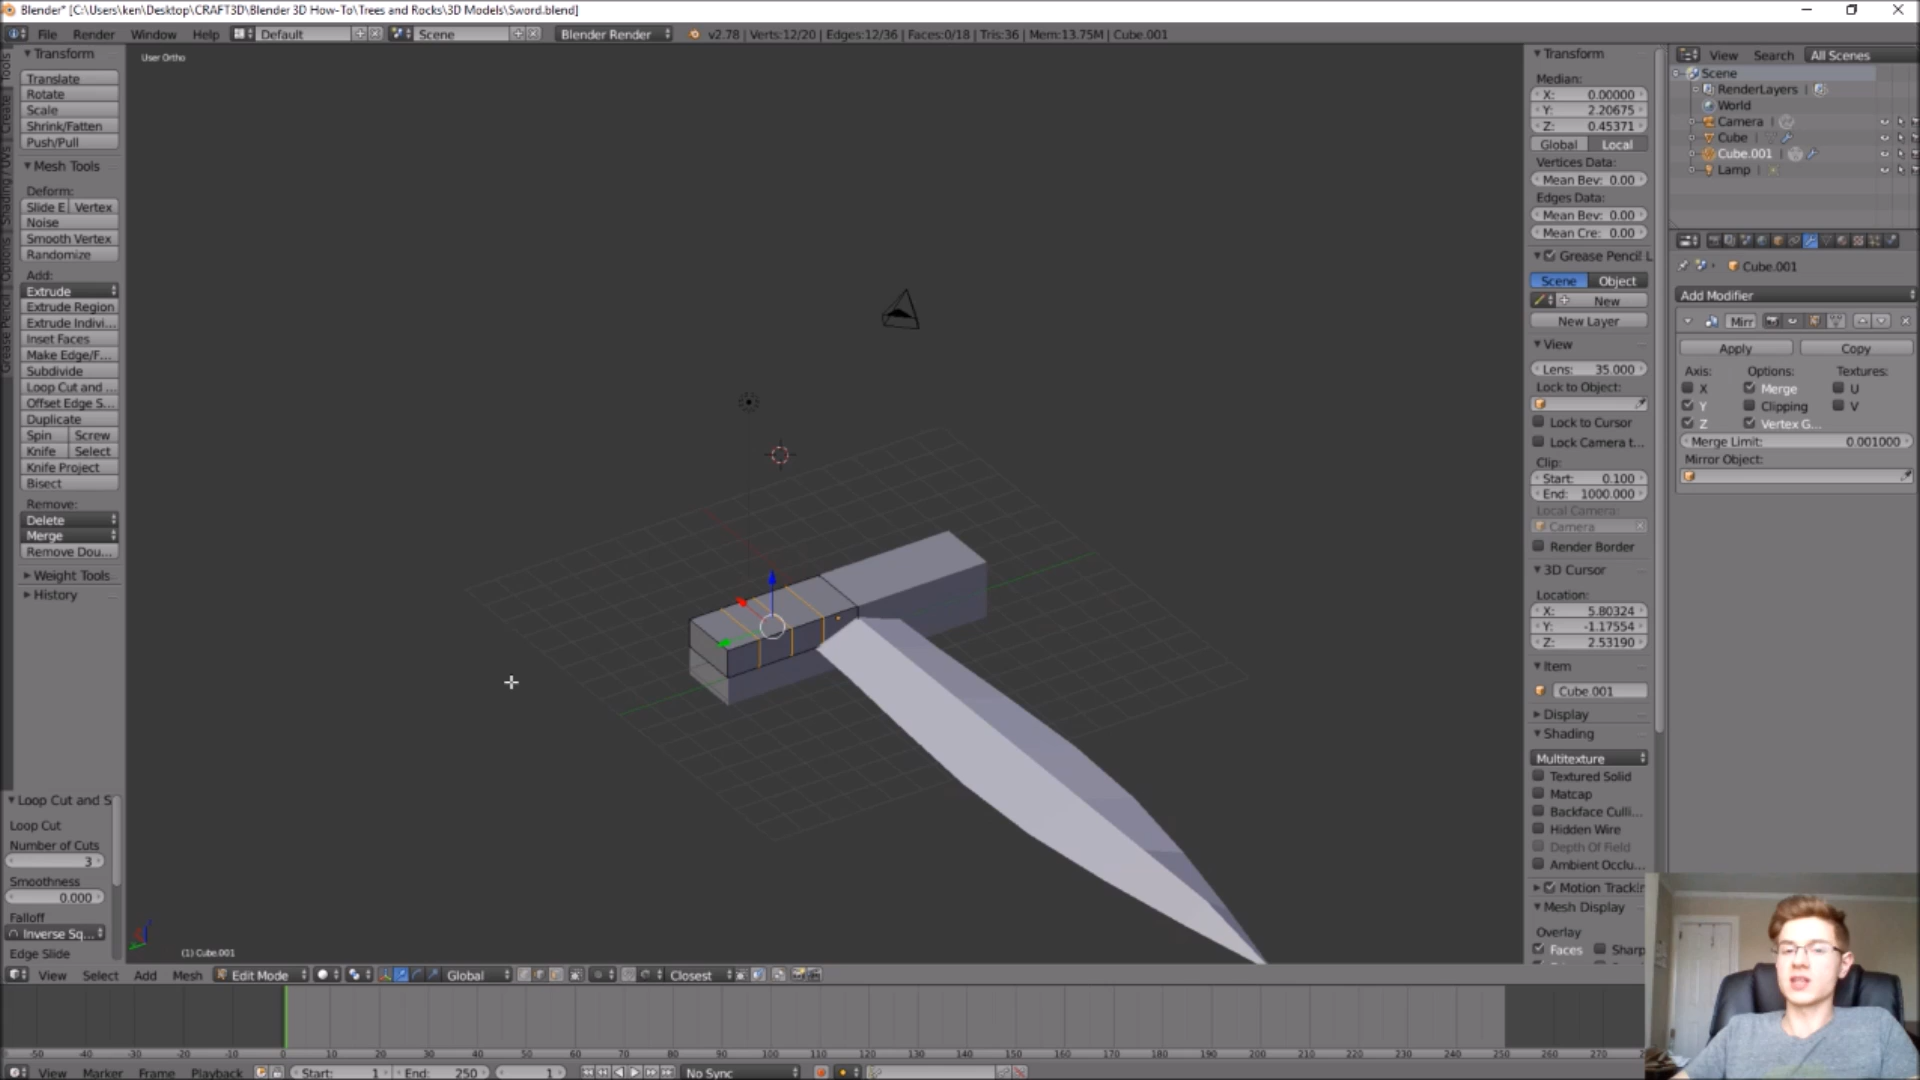 Blender* [C:\Users\ken\Desktop\CRAFT3D\Blender 3D How-To\Trees and Rocks\3D Models\Sword.blend]
File Render Window Help Default Scene Blender Render v2.78 | Verts:12/20 | Edges:12/36 | Faces:0/18 | Tris:36 | Mem:13.75M | Cube.001
Transform
Translate
Rotate
Scale
Shrink/Fatten
Push/Pull
Mesh Tools
Deform:
Slide E Vertex
Noise
Smooth Vertex
Randomize
Add:
Extrude
Extrude Region
Extrude Indivi...
Inset Faces
Make Edge/F...
Subdivide
Loop Cut and ...
Offset Edge S...
Duplicate
Spin Screw
Knife Select
Knife Project
Bisect
Remove:
Delete
Merge
Remove Dou...
Weight Tools
History
Tools
Create
Shading / UVs
Options
Grease Pencil
Loop Cut and S
Loop Cut
Number of Cuts
3
Smoothness
0.000
Falloff
Inverse Sq...
Edge Slide
User Ortho
(1) Cube.001
Transform
Median:
X: 0.00000
Y: 2.20675
Z: 0.45371
Global Local
Vertices Data:
Mean Bev: 0.00
Edges Data:
Mean Bev: 0.00
Mean Cre: 0.00
Grease Pencil L
Scene Object
New
New Layer
View
Lens: 35.000
Lock to Object:
Lock to Cursor
Lock Camera t...
Clip:
Start: 0.100
End: 1000.000
Local Camera:
Camera
Render Border
3D Cursor
Location:
X: 5.80324
Y: -1.17554
Z: 2.53190
Item
Cube.001
Display
Shading
Multitexture
Textured Solid
Matcap
Backface Culli...
Hidden Wire
Depth Of Field
Ambient Occlu...
Motion Trackin
Mesh Display
Overlay
Faces Sharp
View Search All Scenes
Scene
RenderLayers
World
Camera
Cube
Cube.001
Lamp
Cube.001
Add Modifier
Mirr
Apply Copy
Axis: Options: Textures:
X Merge U
Y Clipping V
Z Vertex G...
Merge Limit: 0.001000
Mirror Object:
View Select Add Mesh Edit Mode Global Closest
-50 -40 -30 -20 -10 0 10 20 30 40 50 60 70 80 90 100 110 120 130 140 150 160 170 180 190 200 210 220 230 240 250 260 270
View Marker Frame Playback Start: 1 End: 250 1 No Sync